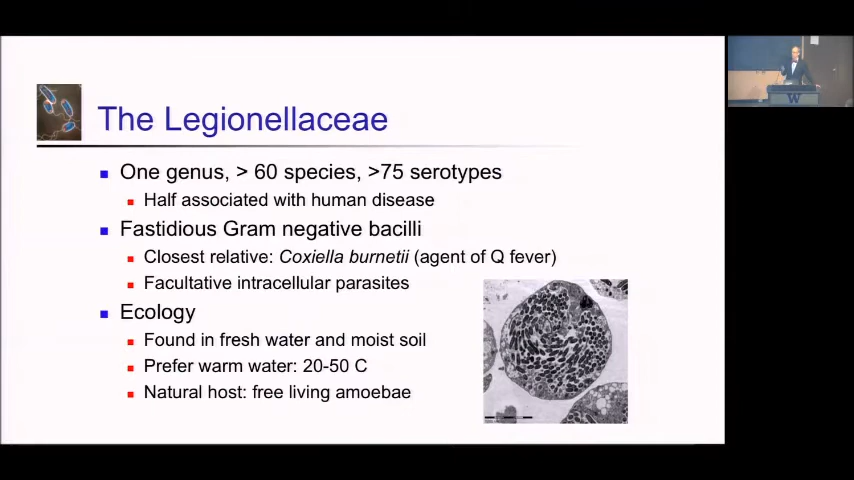 The Legionellaceae
One genus, > 60 species, >75 serotypes
Half associated with human disease
Fastidious Gram negative bacilli
Closest relative: Coxiella burnetii (agent of Q fever)
Facultative intracellular parasites
Ecology
Found in fresh water and moist soil
Prefer warm water: 20-50 C
Natural host: free living amoebae
W